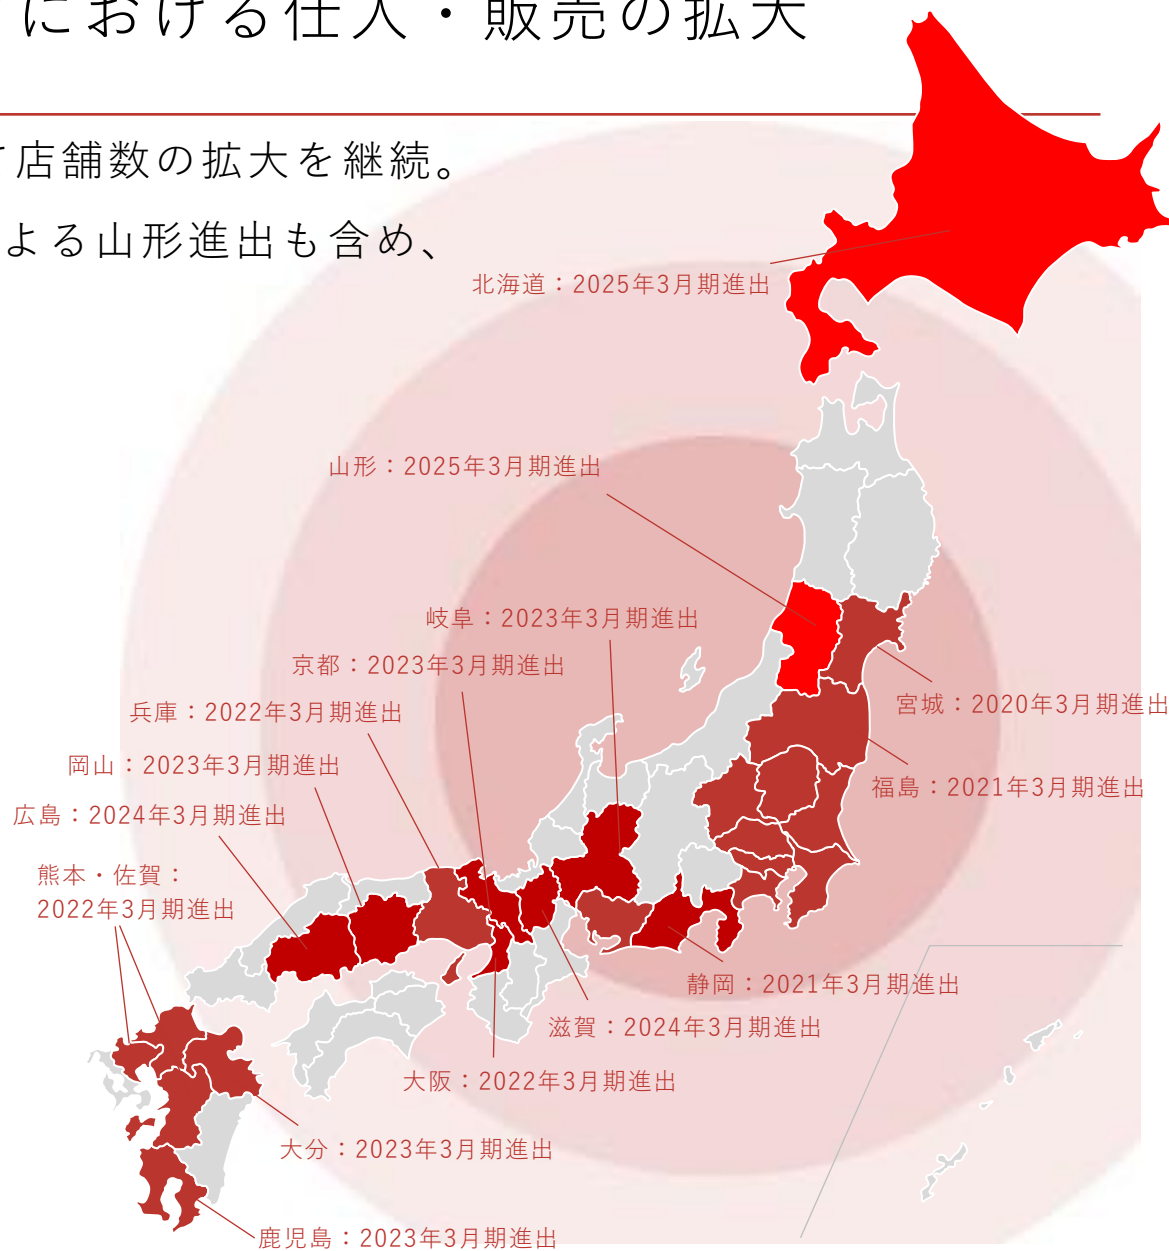 における仕入・販売の拡大
て店舗数の拡大を継続。
よる山形進出も含め、
北海道：2025年3月期進出
山形：2025年3月期進出
岐阜：2023年3月期進出
京都：2023年3月期進出
兵庫：2022年3月期進出
宮城：2020年3月期進出
岡山：2023年3月期進出
福島：2021年3月期進出
広島：2024年3月期進出
熊本・佐賀：
2022年3月期進出
静岡：2021年3月期進出
滋賀：2024年3月期進出
大阪：2022年3月期進出
大分：2023年3月期進出
鹿児島：2023年3月期進出